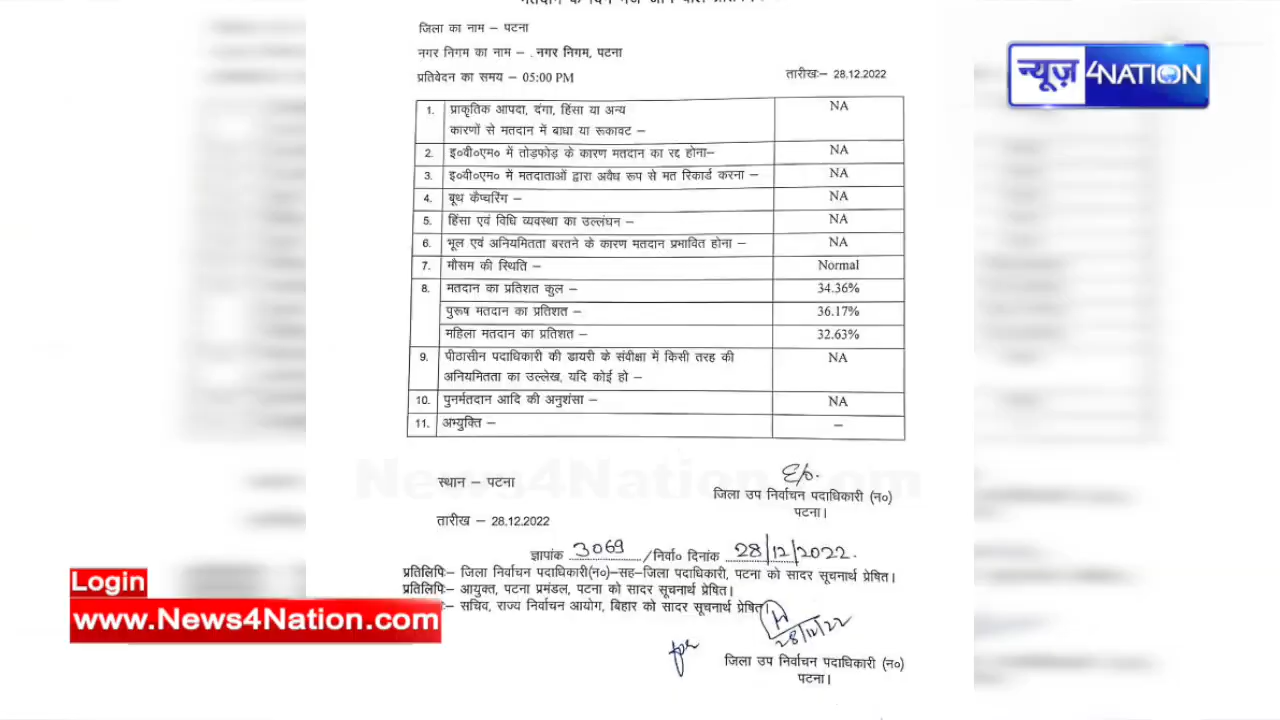 जिला का नाम – पटना
नगर निगम का नाम – . नगर निगम, पटना
प्रतिवेदन का समय – 05:00 PM
तारीखः– 28.12.2022
न्यूज़ 4NATION
1. प्राकृतिक आपदा, दंगा, हिंसा या अन्य
कारणों से मतदान में बाधा या रूकावट – NA
2. इ०वी०एम० में तोड़फोड़ के कारण मतदान का रद्द होना– NA
3. इ०वी०एम० में मतदाताओं द्वारा अवैध रूप से मत रिकार्ड करना – NA
4. बूथ कैप्चरिंग – NA
5. हिंसा एवं विधि व्यवस्था का उल्लंघन – NA
6. भूल एवं अनियमितता बरतने के कारण मतदान प्रभावित होना – NA
7. मौसम की स्थिति – Normal
8. मतदान का प्रतिशत कुल – 34.36%
पुरूष मतदान का प्रतिशत – 36.17%
महिला मतदान का प्रतिशत – 32.63%
9. पीठासीन पदाधिकारी की डायरी के संवीक्षा में किसी तरह की
अनियमितता का उल्लेख, यदि कोई हो – NA
10. पुनर्मतदान आदि की अनुशंसा – NA
11. अभ्युक्ति – –
News4Nation.com
स्थान – पटना
जिला उप निर्वाचन पदाधिकारी (न०)
पटना।
तारीख – 28.12.2022
ज्ञापांक 3069 /निर्वा० दिनांक 28/12/2022.
प्रतिलिपिः– जिला निर्वाचन पदाधिकारी(न०)–सह–जिला पदाधिकारी, पटना को सादर सूचनार्थ प्रेषित।
प्रतिलिपिः– आयुक्त, पटना प्रमंडल, पटना को सादर सूचनार्थ प्रेषित।
– सचिव, राज्य निर्वाचन आयोग, बिहार को सादर सूचनार्थ प्रेषित।
28/12/22
जिला उप निर्वाचन पदाधिकारी (न०)
पटना।
Login
www.News4Nation.com